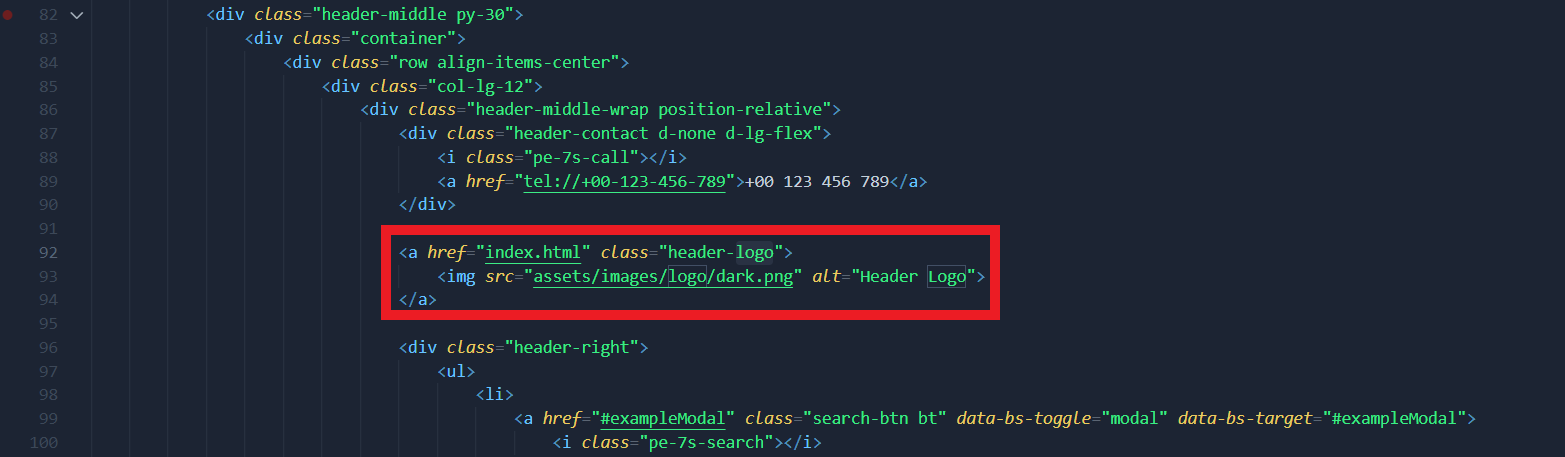 82 <div class="header-middle py-30">
83 <div class="container">
84 <div class="row align-items-center">
85 <div class="col-lg-12">
86 <div class="header-middle-wrap position-relative">
87 <div class="header-contact d-none d-lg-flex">
88 <i class="pe-7s-call"></i>
89 <a href="tel://+00-123-456-789">+00 123 456 789</a>
90 </div>
91
92 <a href="index.html" class="header-logo">
93 <img src="assets/images/logo/dark.png" alt="Header Logo">
94 </a>
95
96 <div class="header-right">
97 <ul>
98 <li>
99 <a href="#exampleModal" class="search-btn bt" data-bs-toggle="modal" data-bs-target="#exampleModal">
100 <i class="pe-7s-search"></i>